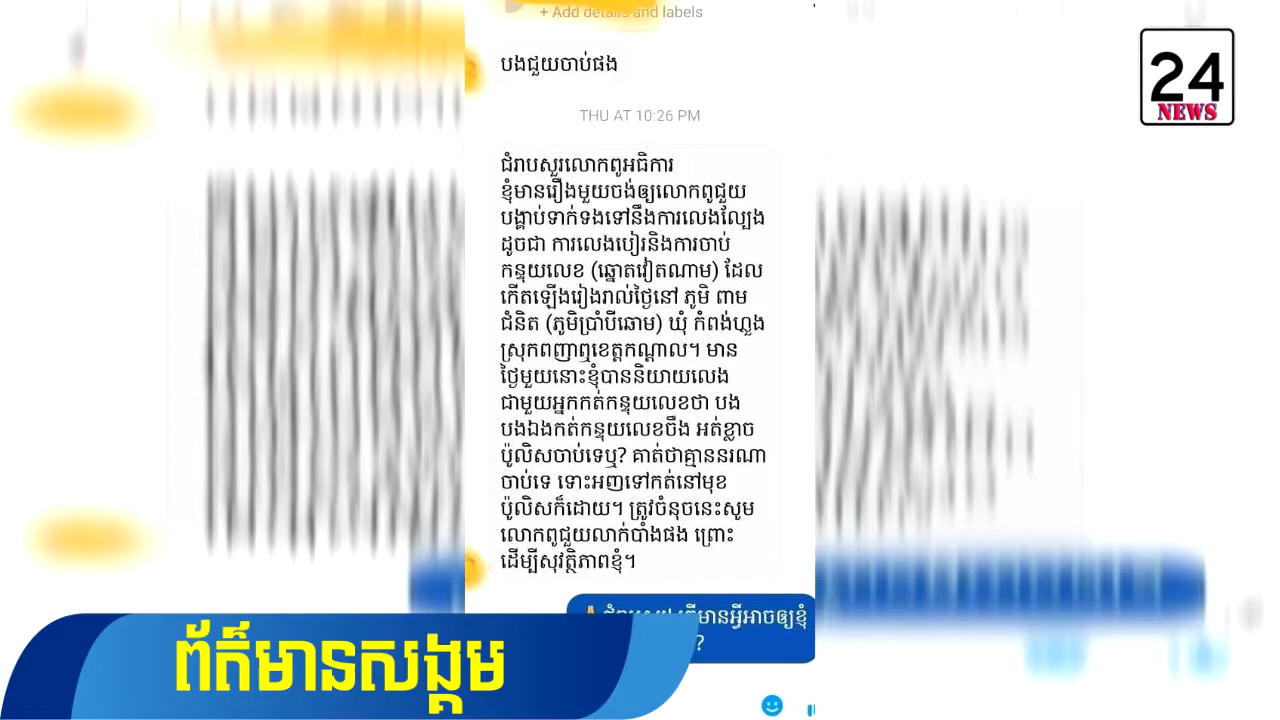 + Add details and labels
បងជួយចាប់ផង
THU AT 10:26 PM
ជំរាបសួរលោកពូអធិការ
ខ្ញុំមានរឿងមួយចង់ឲ្យលោកពូជួយ
បង្គ្រាប់ទាក់ទងទៅនឹងការលេងល្បែង
ដូចជា ការលេងបៀរនិងការចាប់
កន្ទុយលេខ (ឆ្នោតវៀតណាម) ដែល
កើតឡើងរៀងរាល់ថ្ងៃនៅ ភូមិ ពាម
ជំនិត (ភូមិប្រាំបីឆោម) ឃុំ កំពង់ហ្លួង
ស្រុកពញាឮខេត្តកណ្ដាល។ មាន
ថ្ងៃមួយនោះខ្ញុំបាននិយាយលេង
ជាមួយអ្នកកត់កន្ទុយលេខថា បង
បងឯងកត់កន្ទុយលេខចឹង អត់ខ្លាច
ប៉ូលិសចាប់ទេឬ? គាត់ថាគ្មាននរណា
ចាប់ទេ ទោះអញទៅកត់នៅមុខ
ប៉ូលិសក៏ដោយ។ ត្រូវចំនុចនេះសូម
លោកពូជួយលាក់បាំងផង ព្រោះ
ដើម្បីសុវត្ថិភាពខ្ញុំ។
តើមានអ្វីអាចឲ្យខ្ញុំ
?
24
NEWS
ព័ត៌មានសង្គម